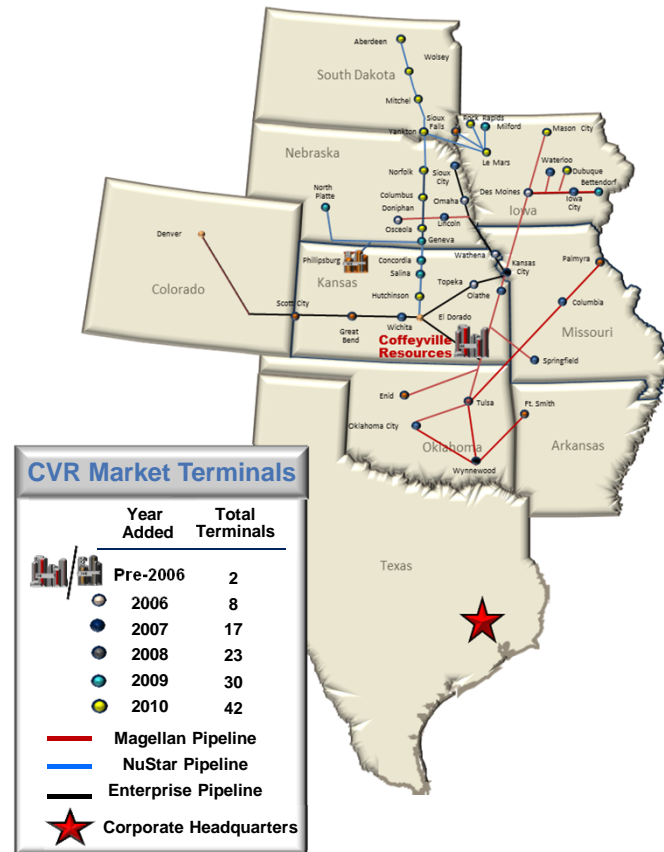 Aberdeen
Wolsey
South Dakota
Mitchel
Sioux
Falls
Rock Rapids
Milford
Mason City
Yankton
Le Mars
Waterloo
Dubuque
Bettendorf
Nebraska
Norfolk
Sioux
City
Des Moines
Iowa
City
Iowa
North
Platte
Columbus
Omaha
Doniphan
Lincoln
Osceola
Denver
Geneva
Philipsburg
Concordia
Wathena
Kansas
City
Palmyra
Colorado
Kansas
Salina
Topeka
Olathe
Scott City
Hutchinson
Columbia
Great
Bend
Wichita
El Dorado
Missouri
Coffeyville
Resources
Springfield
Enid
Tulsa
Ft. Smith
Oklahoma City
Oklahoma
Arkansas
Wynnewood
Texas
CVR Market Terminals
Year Total
Added Terminals
Pre-2006 2
2006 8
2007 17
2008 23
2009 30
2010 42
Magellan Pipeline
NuStar Pipeline
Enterprise Pipeline
Corporate Headquarters